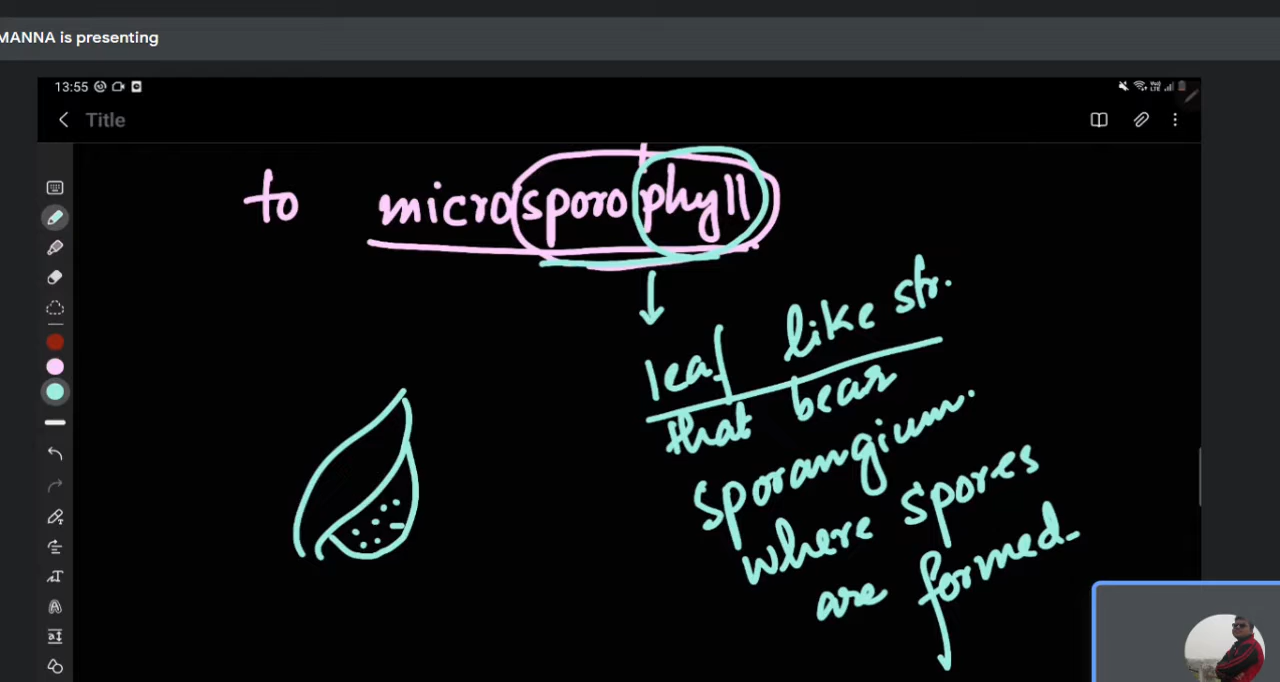 MANNA is presenting
13:55
Title
to microsporophyll
leaf like str.
that bear
sporangium.
where spores
are formed.